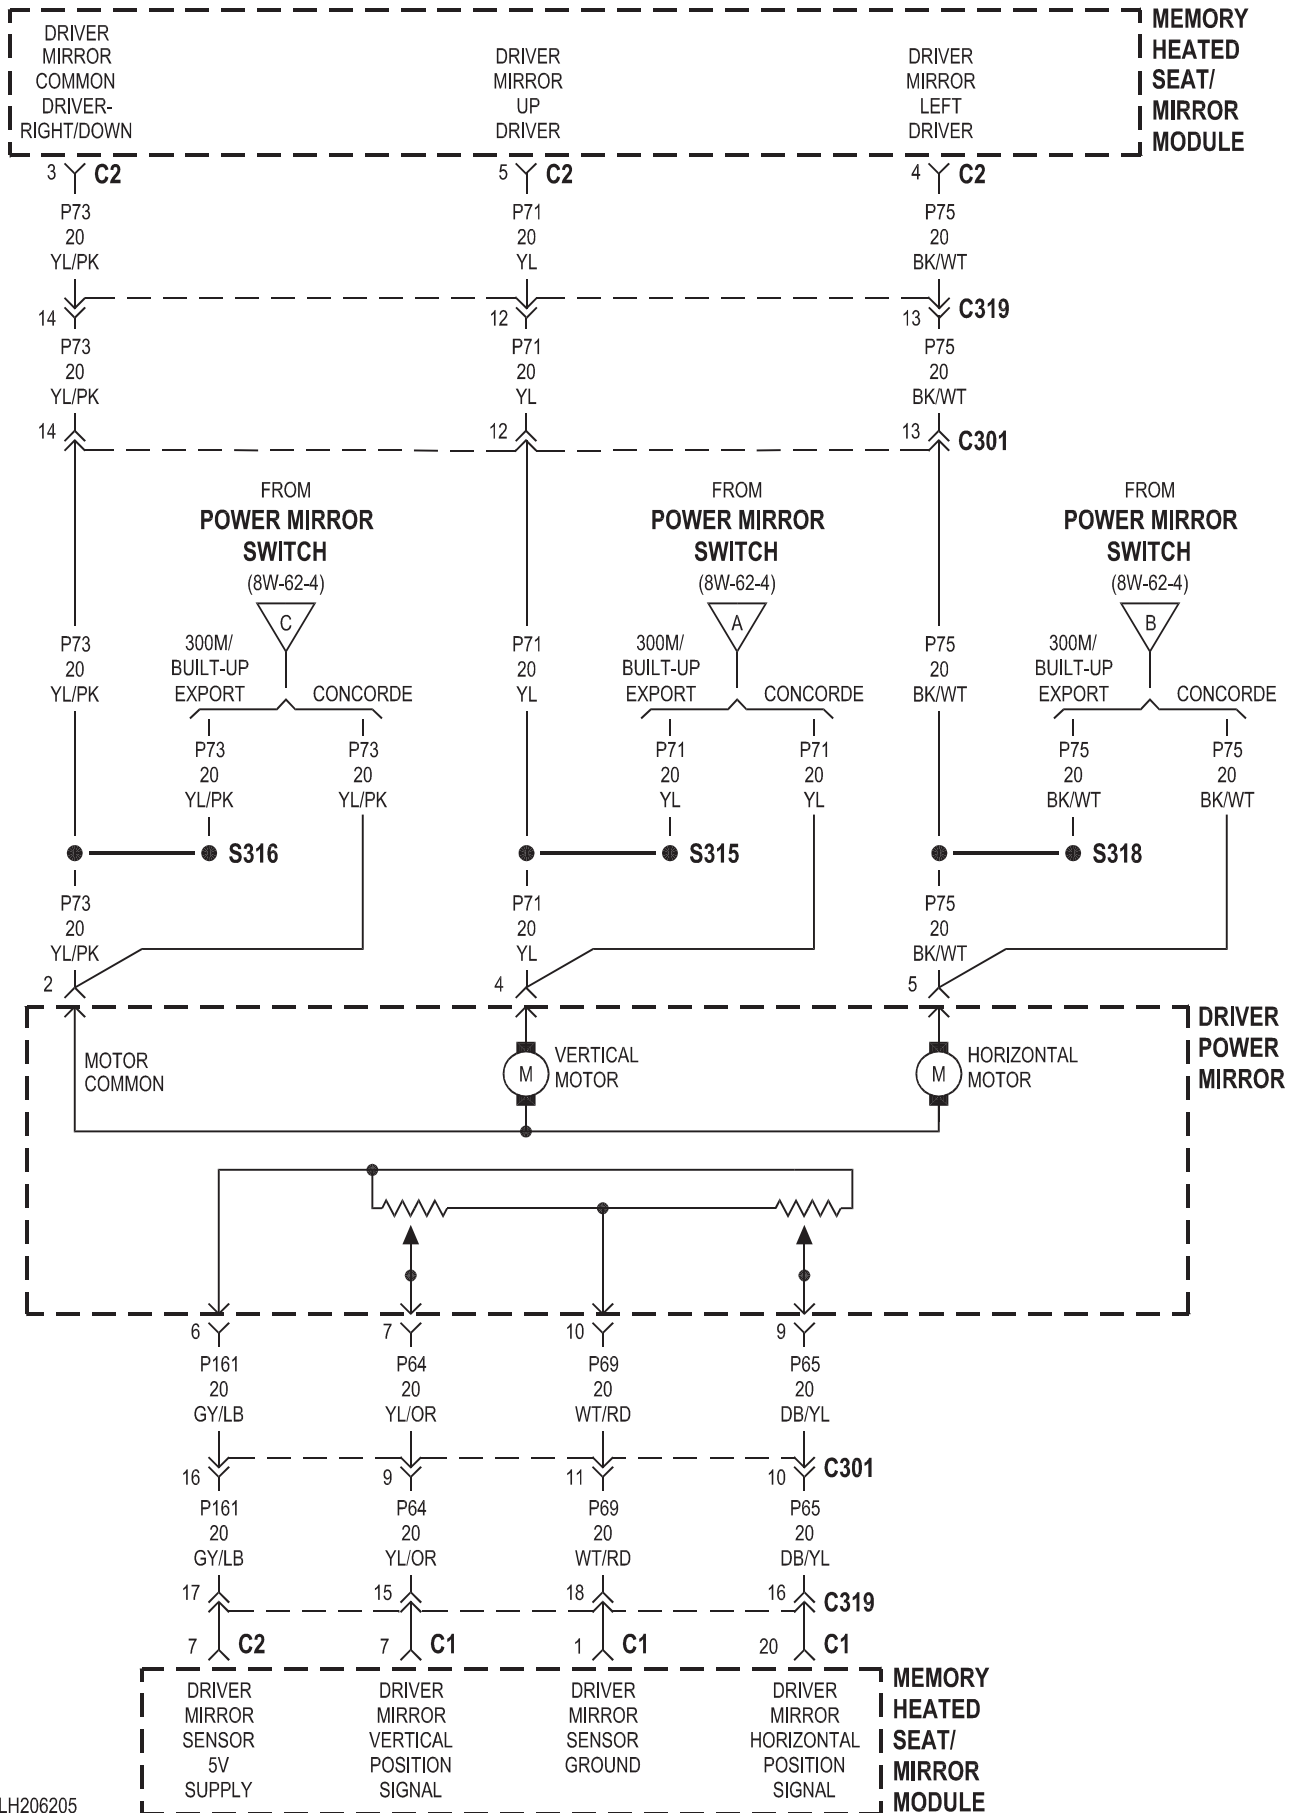 DRIVER
MIRROR
COMMON
DRIVER-
RIGHT/DOWN
DRIVER
MIRROR
UP
DRIVER
DRIVER
MIRROR
LEFT
DRIVER
MEMORY
HEATED
SEAT/
MIRROR
MODULE
3 C2 5 C2 4 C2
P73 P71 P75
20 20 20
YL/PK YL BK/WT
14 12 13 C319
P73 P71 P75
20 20 20
YL/PK YL BK/WT
14 12 13 C301
FROM
POWER MIRROR
SWITCH
(8W-62-4)
C
FROM
POWER MIRROR
SWITCH
(8W-62-4)
A
FROM
POWER MIRROR
SWITCH
(8W-62-4)
B
P73
20
YL/PK
300M/
BUILT-UP
EXPORT
CONCORDE
P71
20
YL
300M/
BUILT-UP
EXPORT
CONCORDE
P75
20
BK/WT
300M/
BUILT-UP
EXPORT
CONCORDE
P73 P73 P71 P71 P75 P75
20 20 20 20 20 20
YL/PK YL/PK YL YL BK/WT BK/WT
S316 S315 S318
P73 P71 P75
20 20 20
YL/PK YL BK/WT
2 4 5
DRIVER
POWER
MIRROR
MOTOR
COMMON
M
VERTICAL
MOTOR
M
HORIZONTAL
MOTOR
6 7 10 9
P161 P64 P69 P65
20 20 20 20
GY/LB YL/OR WT/RD DB/YL
16 9 11 10 C301
P161 P64 P69 P65
20 20 20 20
GY/LB YL/OR WT/RD DB/YL
17 15 18 16 C319
7 C2 7 C1 1 C1 20 C1
DRIVER
MIRROR
SENSOR
5V
SUPPLY
DRIVER
MIRROR
VERTICAL
POSITION
SIGNAL
DRIVER
MIRROR
SENSOR
GROUND
DRIVER
MIRROR
HORIZONTAL
POSITION
SIGNAL
MEMORY
HEATED
SEAT/
MIRROR
MODULE
LH206205